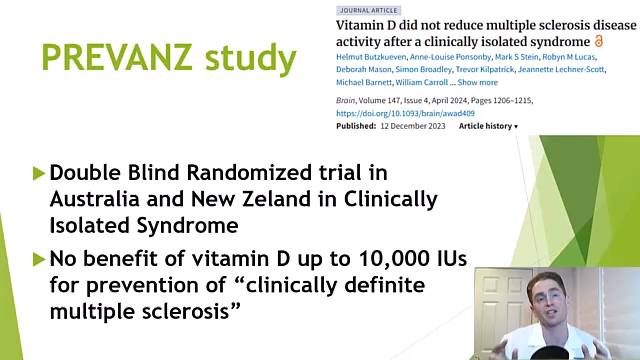 PREVANZ study
JOURNAL ARTICLE
Vitamin D did not reduce multiple sclerosis disease
activity after a clinically isolated syndrome
Helmut Butzkueven, Anne-Louise Ponsonby, Mark S Stein, Robyn M Lucas,
Deborah Mason, Simon Broadley, Trevor Kilpatrick, Jeannette Lechner-Scott,
Michael Barnett, William Carroll ... Show more
Brain, Volume 147, Issue 4, April 2024, Pages 1206–1215,
https://doi.org/10.1093/brain/awad409
Published: 12 December 2023 Article history ▾
Double Blind Randomized trial in
Australia and New Zeland in Clinically
Isolated Syndrome
No benefit of vitamin D up to 10,000 IUs
for prevention of “clinically definite
multiple sclerosis”